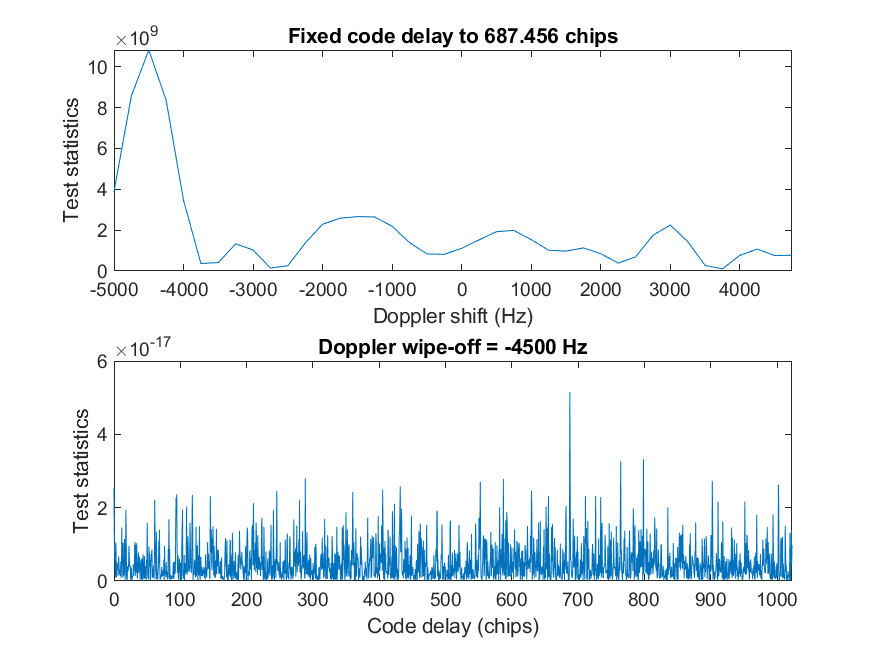 Fixed code delay to 687.456 chips
×10^9
10
8
6
4
2
0
Test statistics
-5000 -4000 -3000 -2000 -1000 0 1000 2000 3000 4000
Doppler shift (Hz)
Doppler wipe-off = -4500 Hz
×10^-17
6
4
2
0
Test statistics
0 100 200 300 400 500 600 700 800 900 1000
Code delay (chips)